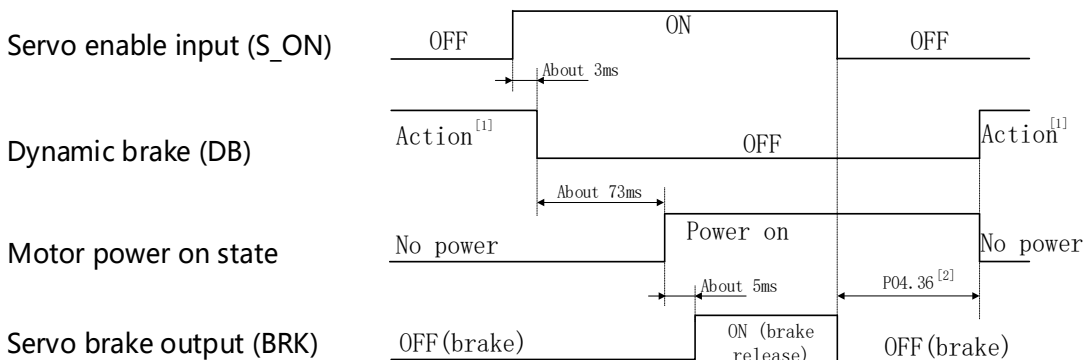 Servo enable input (S_ON) OFF ON OFF
About 3ms
Dynamic brake (DB) Action[1] OFF Action[1]
About 73ms
Motor power on state No power Power on No power
About 5ms P04.36[2]
Servo brake output (BRK) OFF(brake) ON (brake release) OFF(brake)